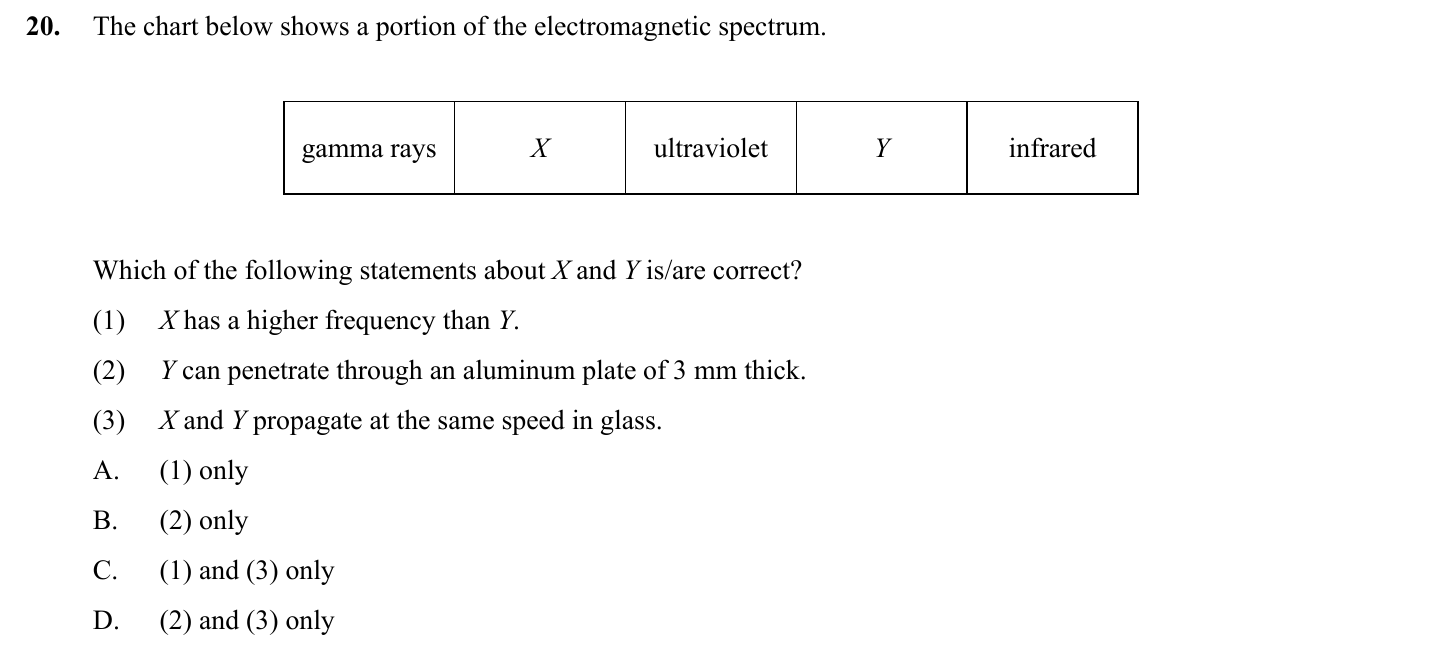 20. The chart below shows a portion of the electromagnetic spectrum.
gamma rays X ultraviolet Y infrared
Which of the following statements about X and Y is/are correct?
(1) X has a higher frequency than Y.
(2) Y can penetrate through an aluminum plate of 3 mm thick.
(3) X and Y propagate at the same speed in glass.
A. (1) only
B. (2) only
C. (1) and (3) only
D. (2) and (3) only